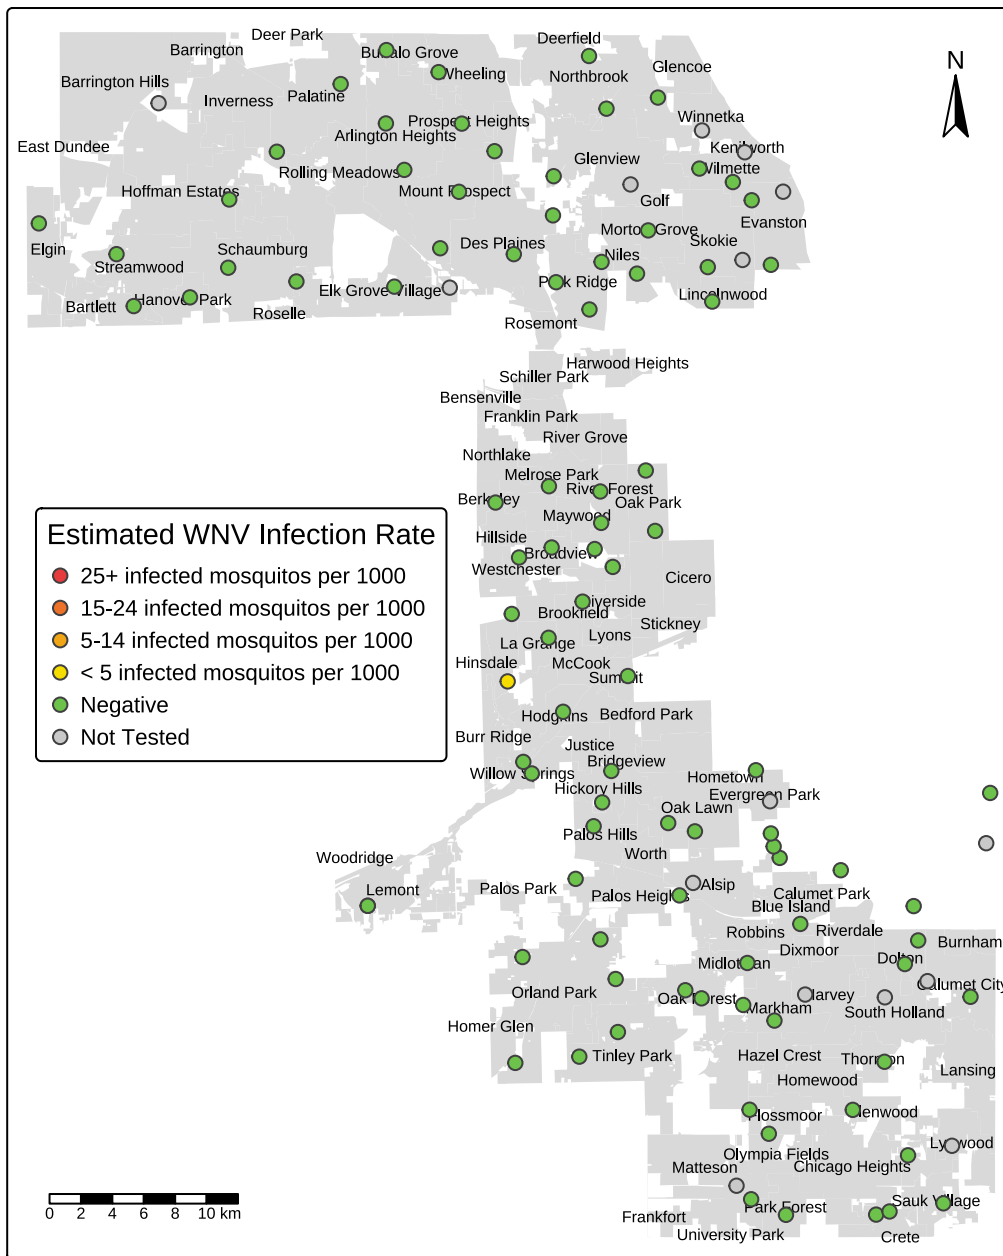 Deer Park
Deerfield
Barrington
Buffalo Grove
N
Wheeling
Northbrook
Glencoe
Barrington Hills
Inverness
Palatine
Winnetka
Prospect Heights
Arlington Heights
East Dundee
Kenilworth
Glenview
Wilmette
Rolling Meadows
Hoffman Estates
Mount Prospect
Golf
Evanston
Morton Grove
Elgin
Schaumburg
Des Plaines
Skokie
Streamwood
Niles
Park Ridge
Elk Grove Village
Lincolnwood
Bartlett
Hanover Park
Roselle
Rosemont
Harwood Heights
Schiller Park
Bensenville
Franklin Park
River Grove
Northlake
Melrose Park
River Forest
Berkeley
Oak Park
Maywood
Hillside
Broadview
Westchester
Cicero
Riverside
Brookfield
Stickney
La Grange
Lyons
Hinsdale
McCook
Summit
Hodgkins
Bedford Park
Burr Ridge
Justice
Bridgeview
Willow Springs
Hometown
Hickory Hills
Evergreen Park
Oak Lawn
Palos Hills
Worth
Estimated WNV Infection Rate
25+ infected mosquitos per 1000
15-24 infected mosquitos per 1000
5-14 infected mosquitos per 1000
< 5 infected mosquitos per 1000
Negative
Not Tested
Woodridge
Lemont
Palos Park
Palos Heights
Alsip
Calumet Park
Blue Island
Robbins
Riverdale
Dixmoor
Burnham
Midlothian
Dolton
Orland Park
Oak Forest
Harvey
Calumet City
Markham
South Holland
Homer Glen
Tinley Park
Hazel Crest
Thornton
Lansing
Homewood
Flossmoor
Glenwood
Olympia Fields
Lynwood
Matteson
Chicago Heights
Frankfort
Park Forest
Sauk Village
University Park
Crete
0 2 4 6 8 10 km